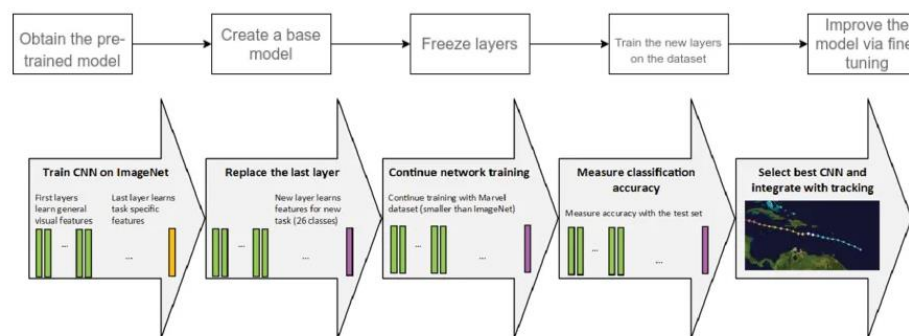 Obtain the pre-
trained model
Create a base
model
Freeze layers
Train the new layers
on the dataset
Improve the
model via fine
tuning
Train CNN on ImageNet
First layers
learn general
visual features
Last layer learns
task specific
features
...
...
Replace the last layer
New layer learns
features for new
task (26 classes)
...
...
Continue network training
Continue training with Marvell
dataset (smaller than ImageNet)
...
...
Measure classification
accuracy
Measure accuracy with the test set
...
...
Select best CNN and
integrate with tracking